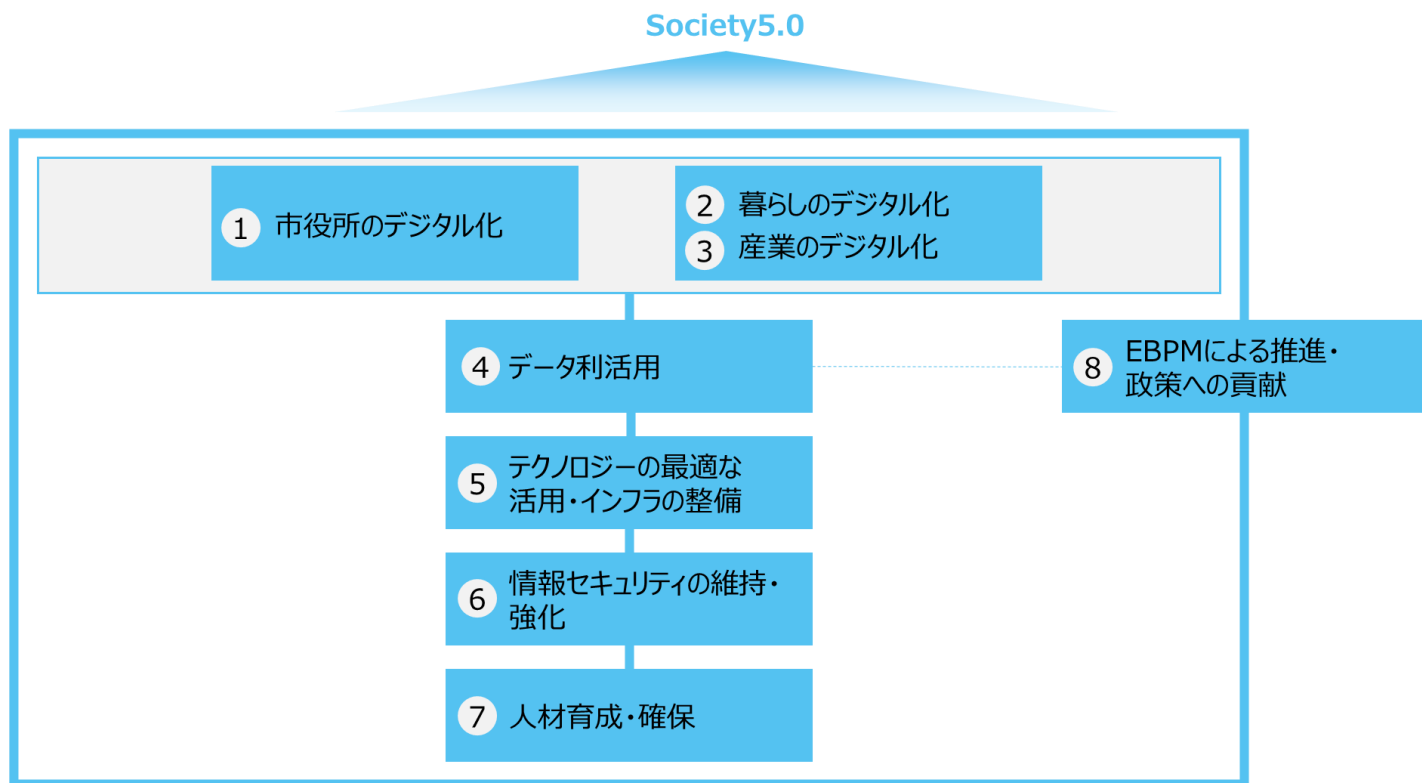 Society5.0
1 市役所のデジタル化
2 暮らしのデジタル化
3 産業のデジタル化
4 データ利活用
8 EBPMによる推進・
政策への貢献
5 テクノロジーの最適な
活用・インフラの整備
6 情報セキュリティの維持・
強化
7 人材育成・確保